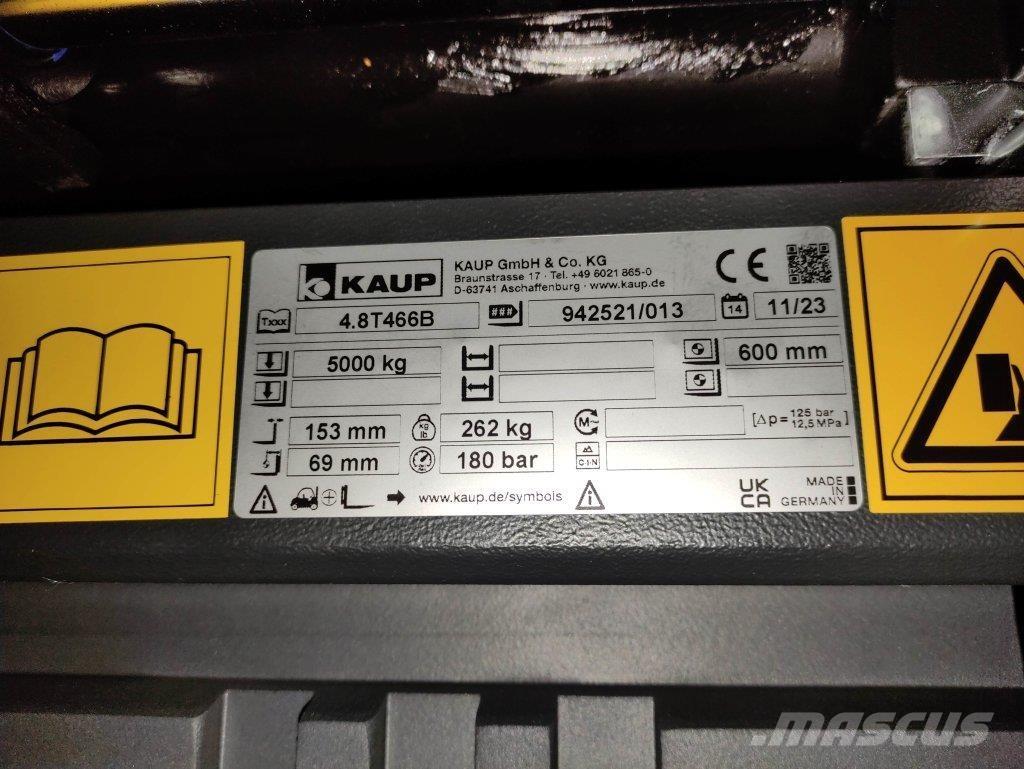 KAUP
KAUP GmbH & Co. KG
Braunstrasse 17 · Tel. +49 6021 865-0
D-63741 Aschaffenburg · www.kaup.de
CE
Txxx 4.8T466B ### 942521/013 14 11/23
5000 kg 600 mm
153 mm kg lb 262 kg M~ [Δp= 125 bar
12,5 MPa]
69 mm 180 bar C-I-N
www.kaup.de/symbols
UK
CA
MADE
IN
GERMANY
MASCUS